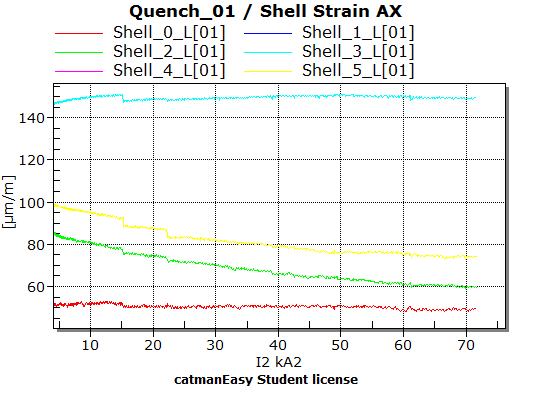 Quench_01 / Shell Strain AX
Shell_0_L[01] Shell_1_L[01]
Shell_2_L[01] Shell_3_L[01]
Shell_4_L[01] Shell_5_L[01]
140
120
100
80
60
[µm/m]
10 20 30 40 50 60 70
I2 kA2
catmanEasy Student license